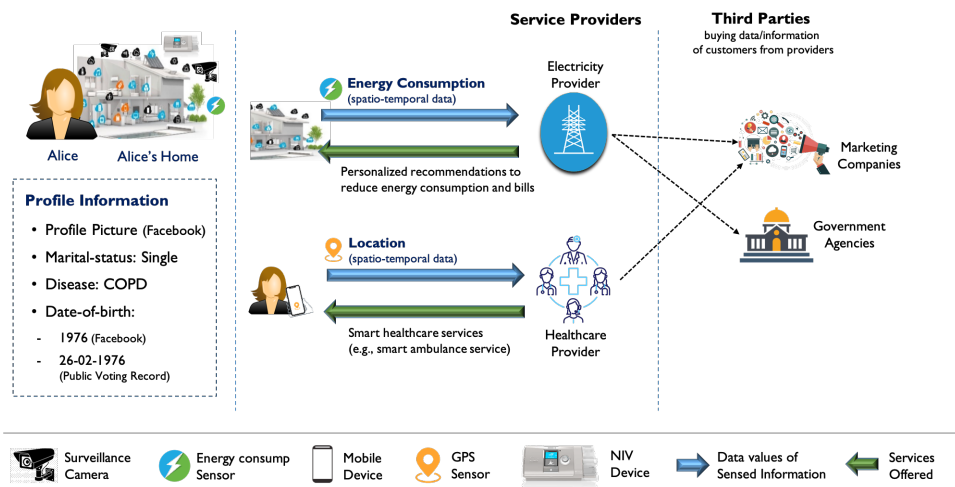 Service Providers
Third Parties
buying data/information
of customers from providers
Alice
Alice's Home
Profile Information
• Profile Picture (Facebook)
• Marital-status: Single
• Disease: COPD
• Date-of-birth:
- 1976 (Facebook)
- 26-02-1976
(Public Voting Record)
Energy Consumption
(spatio-temporal data)
Personalized recommendations to
reduce energy consumption and bills
Electricity
Provider
Location
(spatio-temporal data)
Smart healthcare services
(e.g., smart ambulance service)
Healthcare
Provider
Marketing
Companies
Government
Agencies
Surveillance
Camera
Energy consump
Sensor
Mobile
Device
GPS
Sensor
NIV
Device
Data values of
Sensed Information
Services
Offered